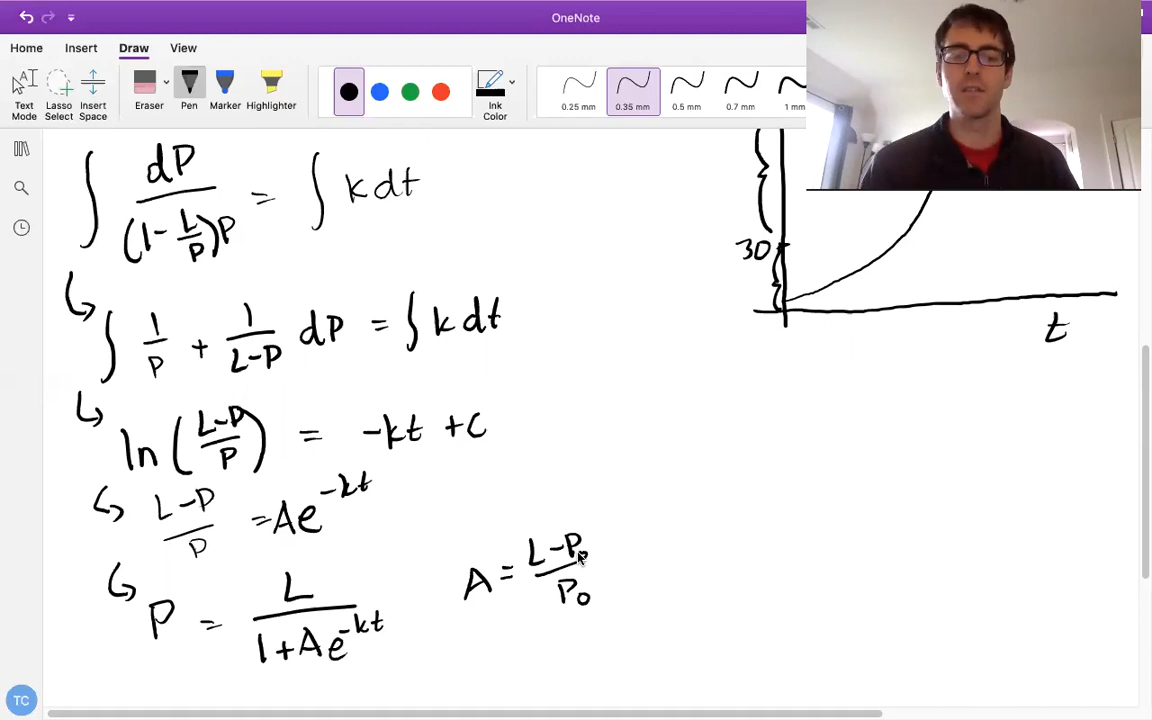 OneNote
Home Insert Draw View
Text Mode
Lasso Select
Insert Space
Eraser
Pen
Marker
Highlighter
Ink Color
0.25 mm
0.35 mm
0.5 mm
0.7 mm
1 mm
∫ dP / (1 - L/P)P = ∫ k dt
30
t
↳ ∫ 1/P + 1/(L-P) dP = ∫ k dt
↳ ln((L-P)/P) = -kt + C
↳ (L-P)/P = Ae^(-kt)
↳ P = L / (1 + Ae^(-kt))
A = (L-P₀)/P₀
TC